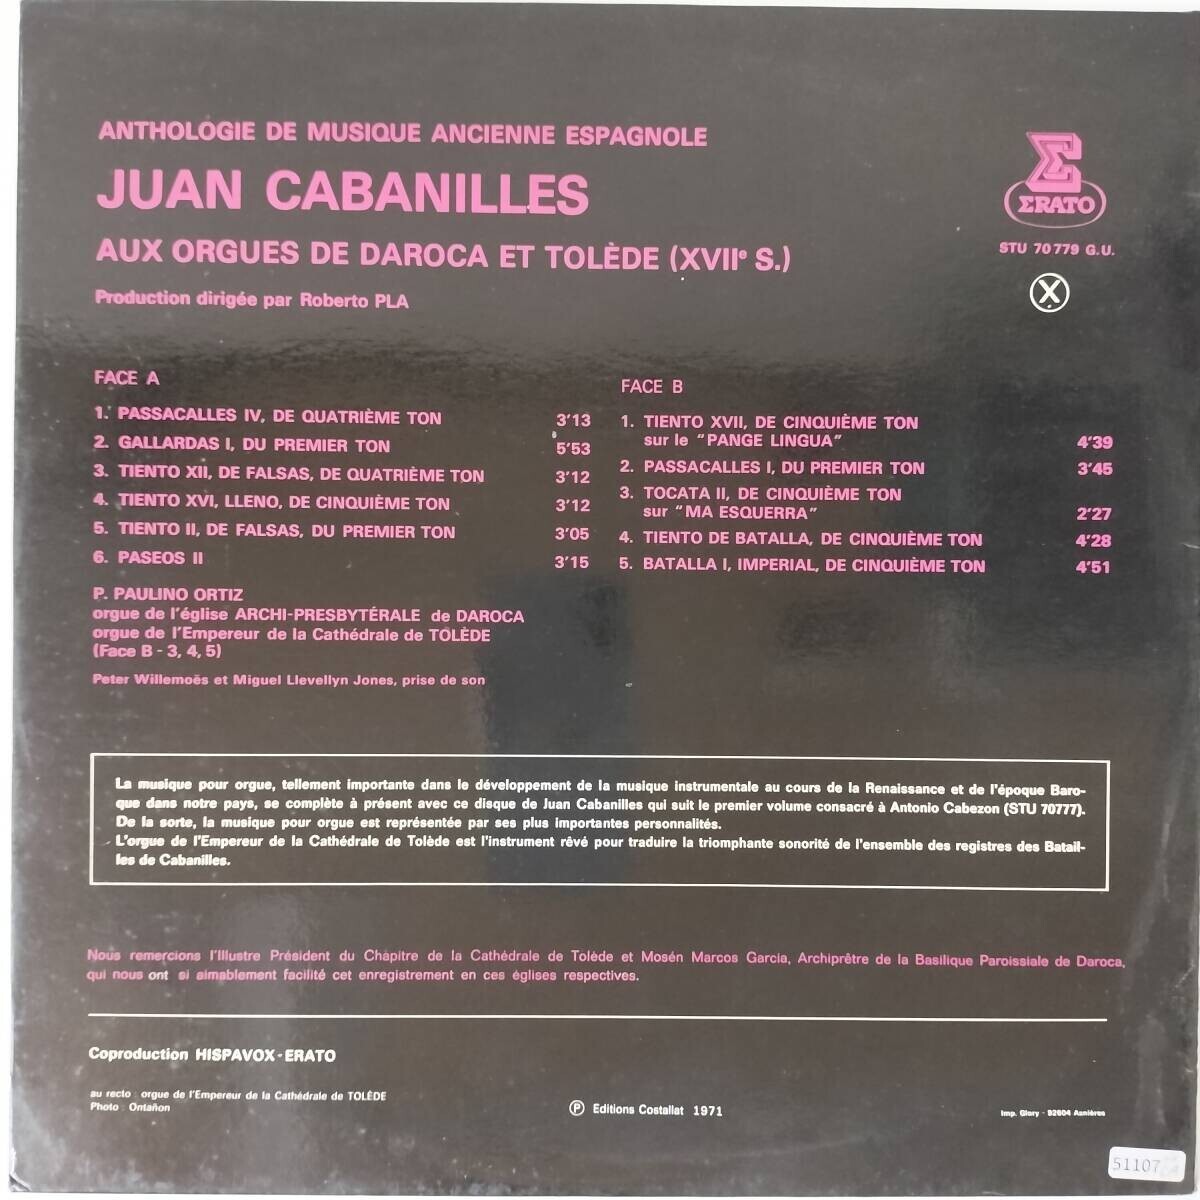 ANTHOLOGIE DE MUSIQUE ANCIENNE ESPAGNOLE
JUAN CABANILLES
AUX ORGUES DE DAROCA ET TOLÈDE (XVIIe S.)
Production dirigée par Roberto PLA
ΣRATO
STU 70779 G.U.
X
FACE A
1. PASSACALLES IV, DE QUATRIÈME TON 3'13
2. GALLARDAS I, DU PREMIER TON 5'53
3. TIENTO XII, DE FALSAS, DE QUATRIÈME TON 3'12
4. TIENTO XVI, LLENO, DE CINQUIÈME TON 3'12
5. TIENTO II, DE FALSAS, DU PREMIER TON 3'05
6. PASEOS II 3'15
P. PAULINO ORTIZ
orgue de l'église ARCHI-PRESBYTÉRALE de DAROCA
orgue de l'Empereur de la Cathédrale de TOLÈDE
(Face B - 3, 4, 5)
Peter Willemoës et Miguel Llevellyn Jones, prise de son
FACE B
1. TIENTO XVII, DE CINQUIÈME TON
sur le "PANGE LINGUA" 4'39
2. PASSACALLES I, DU PREMIER TON 3'45
3. TOCATA II, DE CINQUIÈME TON
sur "MA ESQUERRA" 2'27
4. TIENTO DE BATALLA, DE CINQUIÈME TON 4'28
5. BATALLA I, IMPERIAL, DE CINQUIÈME TON 4'51
La musique pour orgue, tellement importante dans le développement de la musique instrumentale au cours de la Renaissance et de l'époque Baro-
que dans notre pays, se complète à présent avec ce disque de Juan Cabanilles qui suit le premier volume consacré à Antonio Cabezon (STU 70777).
De la sorte, la musique pour orgue est représentée par ses plus importantes personnalités.
L'orgue de l'Empereur de la Cathédrale de Tolède est l'instrument rêvé pour traduire la triomphante sonorité de l'ensemble des registres des Batail-
les de Cabanilles.
Nous remercions l'Illustre Président du Chapitre de la Cathédrale de Tolède et Mosén Marcos Garcia, Archiprêtre de la Basilique Paroissiale de Daroca,
qui nous ont si aimablement facilité cet enregistrement en ces églises respectives.
Coproduction HISPAVOX-ERATO
au recto : orgue de l'Empereur de la Cathédrale de TOLÈDE
Photo : Ontañon
Ⓟ Editions Costallat 1971
Imp. Glory - 92604 Asnières
51107